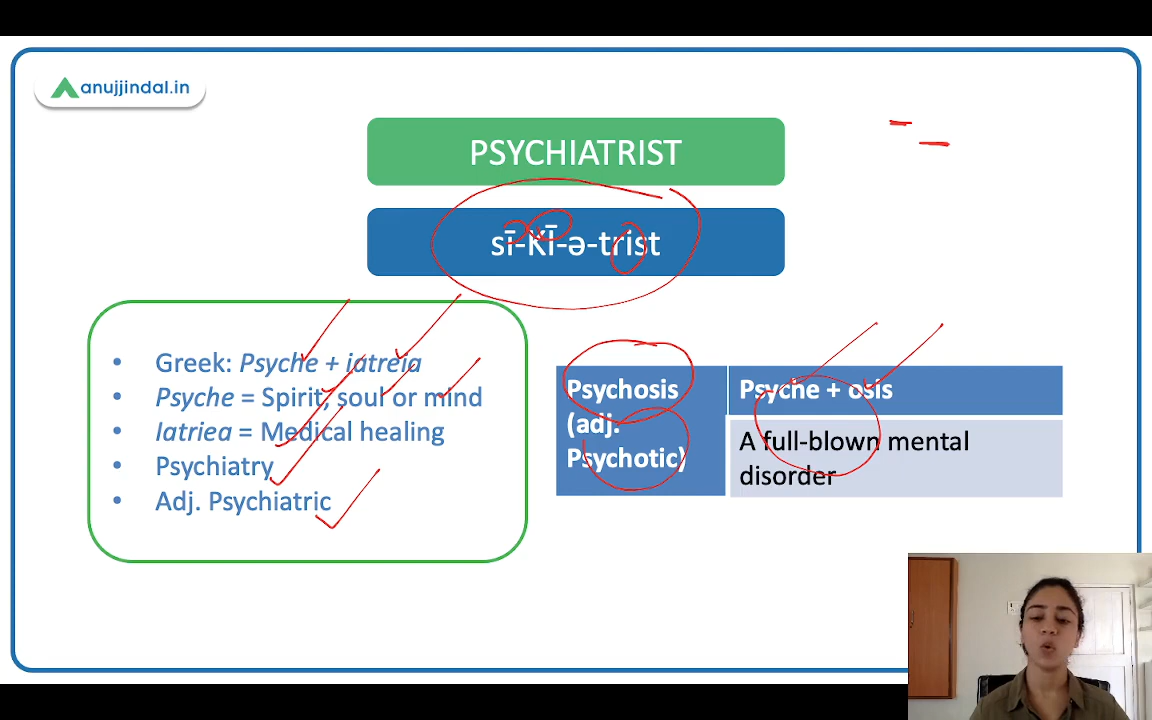 anujjindal.in
PSYCHIATRIST
sī-KĪ-ə-trist
• Greek: Psyche + iatreia
• Psyche = Spirit, soul or mind
• Iatriea = Medical healing
• Psychiatry
• Adj. Psychiatric
Psychosis
(adj.
Psychotic)
Psyche + osis
A full-blown mental
disorder